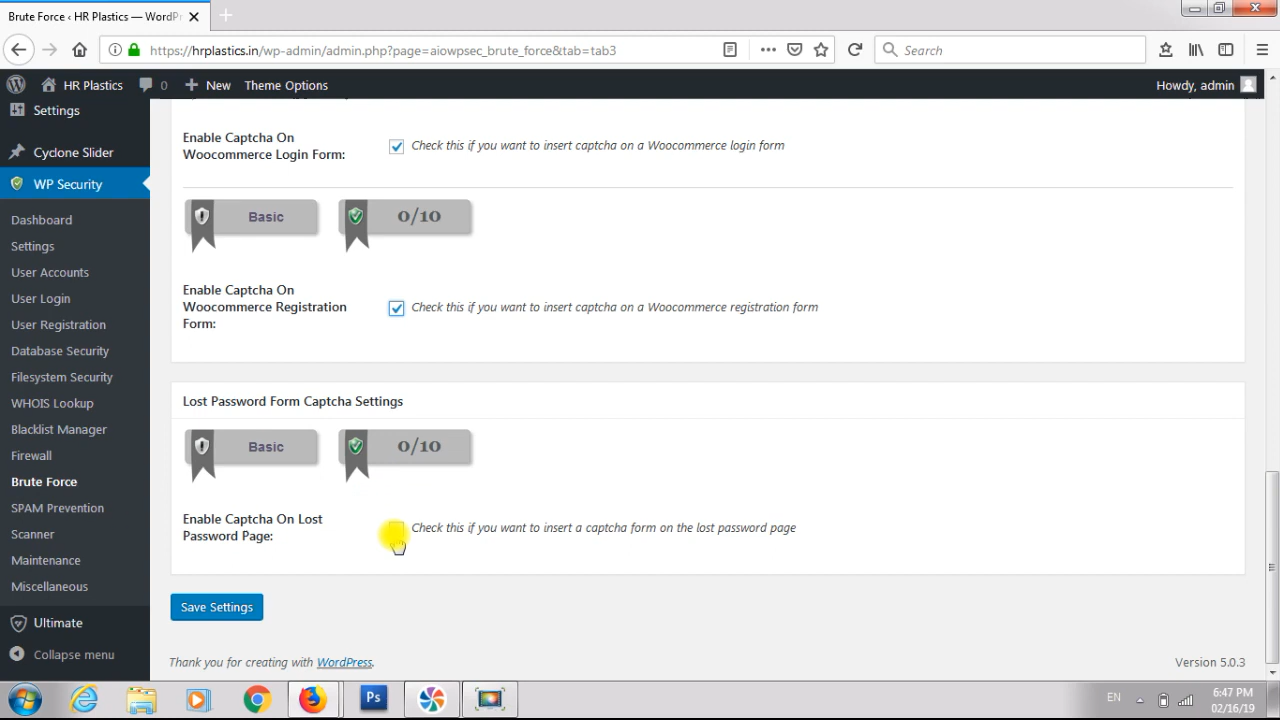 Brute Force ‹ HR Plastics — WordPr
https://hrplastics.in/wp-admin/admin.php?page=aiowpsec_brute_force&tab=tab3
Search
HR Plastics
0
New
Theme Options
Howdy, admin
Settings
Cyclone Slider
WP Security
Dashboard
Settings
User Accounts
User Login
User Registration
Database Security
Filesystem Security
WHOIS Lookup
Blacklist Manager
Firewall
Brute Force
SPAM Prevention
Scanner
Maintenance
Miscellaneous
Ultimate
Collapse menu
Enable Captcha On
Woocommerce Login Form:
Check this if you want to insert captcha on a Woocommerce login form
Basic
0/10
Enable Captcha On
Woocommerce Registration
Form:
Check this if you want to insert captcha on a Woocommerce registration form
Lost Password Form Captcha Settings
Basic
0/10
Enable Captcha On Lost
Password Page:
Check this if you want to insert a captcha form on the lost password page
Save Settings
Thank you for creating with WordPress.
Version 5.0.3
Ps
EN
6:47 PM
02/16/19